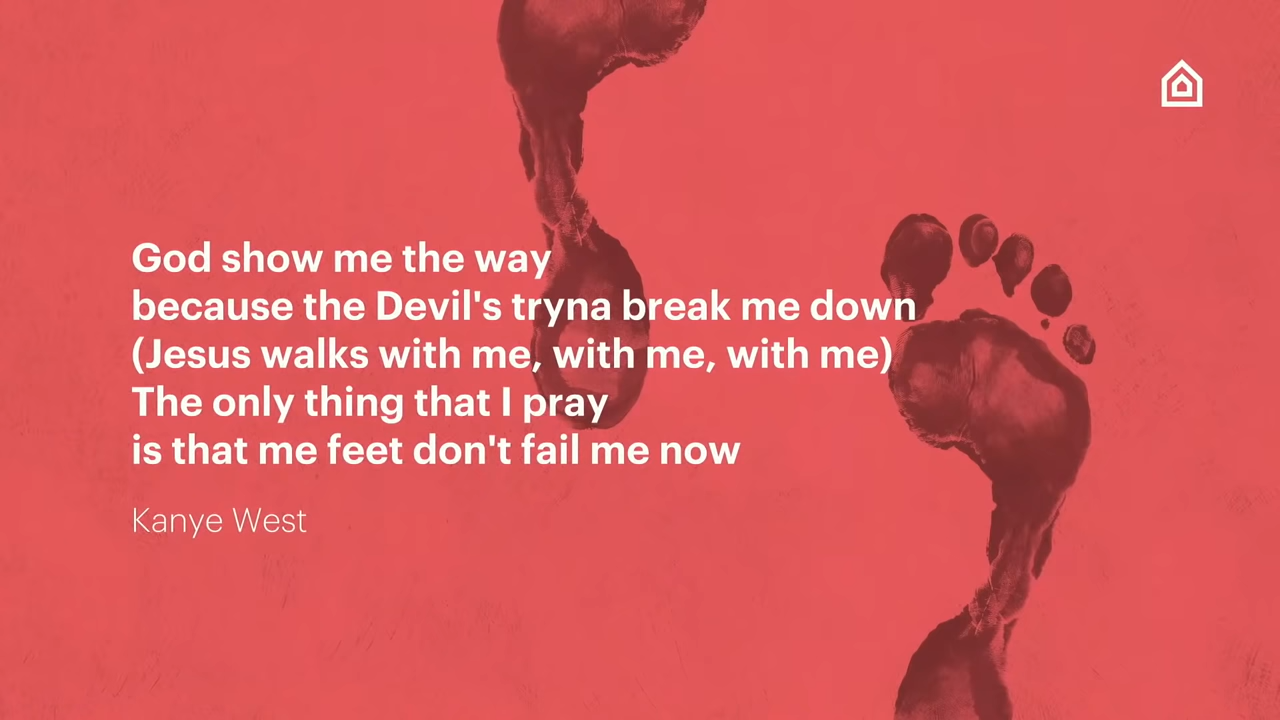 God show me the way
because the Devil's tryna break me down
(Jesus walks with me, with me, with me)
The only thing that I pray
is that me feet don't fail me now
Kanye West